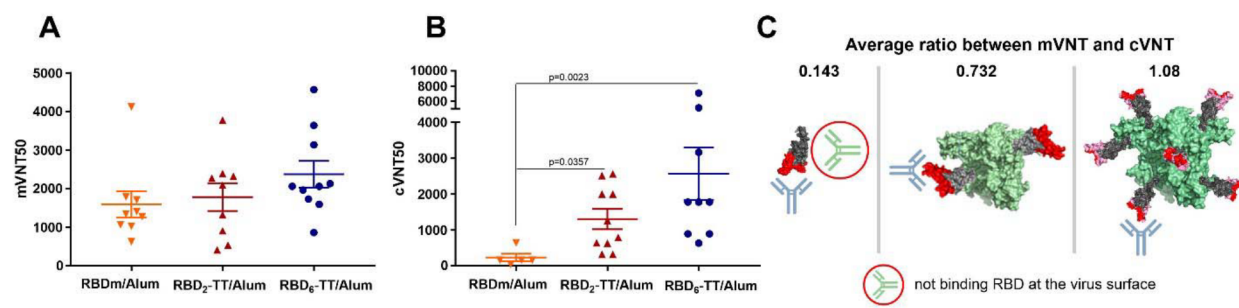 A
mVNT50
5000
4000
3000
2000
1000
0
RBDm/Alum RBD₂-TT/Alum RBD₆-TT/Alum
B
cVNT50
10000
8000
6000
4000
3000
2000
1000
0
p=0.0023
p=0.0357
RBDm/Alum RBD₂-TT/Alum RBD₆-TT/Alum
C
Average ratio between mVNT and cVNT
0.143 0.732 1.08
not binding RBD at the virus surface